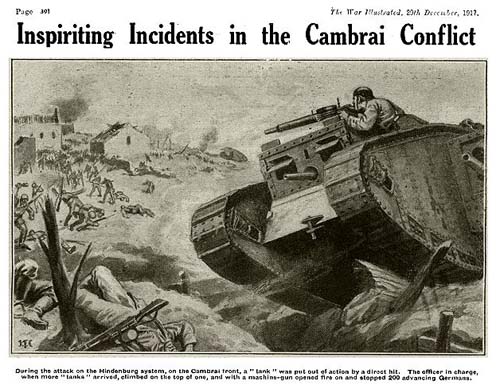 Page 391 The War Illustrated, 29th December, 1917.
Inspiriting Incidents in the Cambrai Conflict
During the attack on the Hindenburg system, on the Cambrai front, a "tank" was put out of action by a direct hit. The officer in charge,
when more "tanks" arrived, climbed on the top of one, and with a machine-gun opened fire on and stopped 200 advancing Germans.